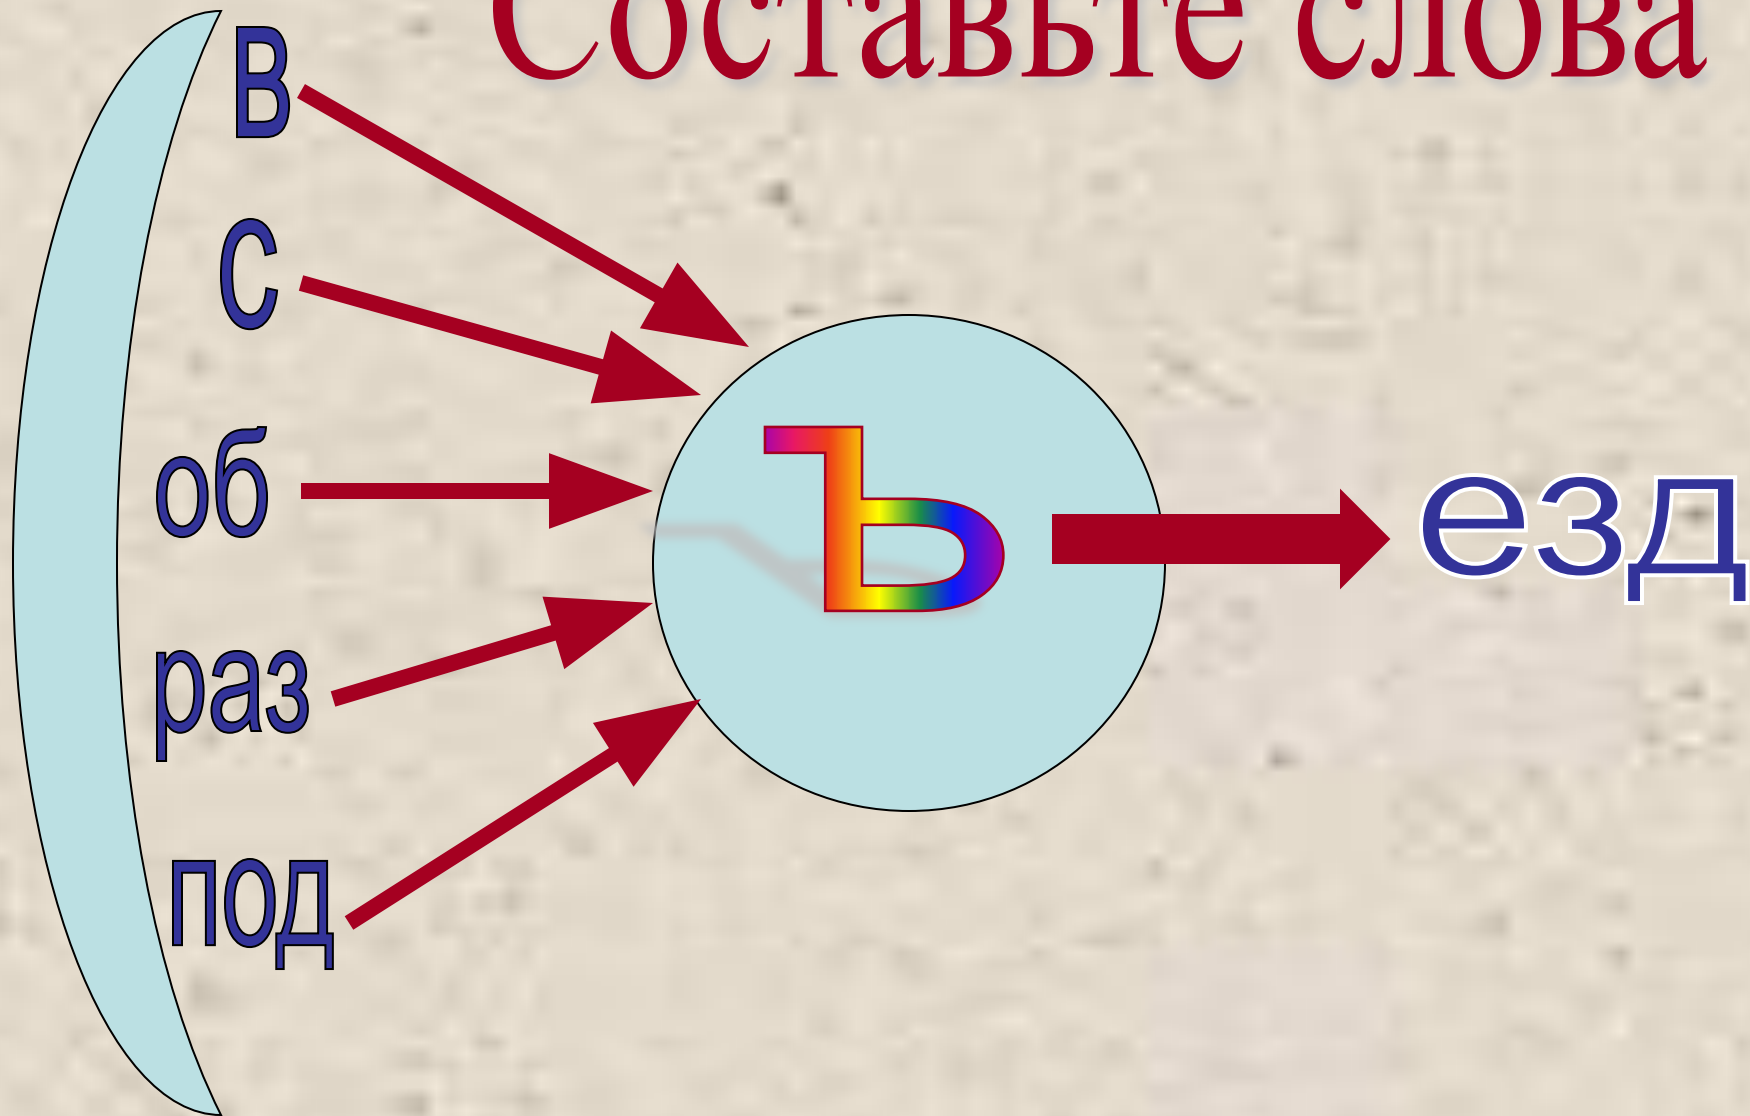 Составьте слова
В
С
об
раз
под
Ъ
езд